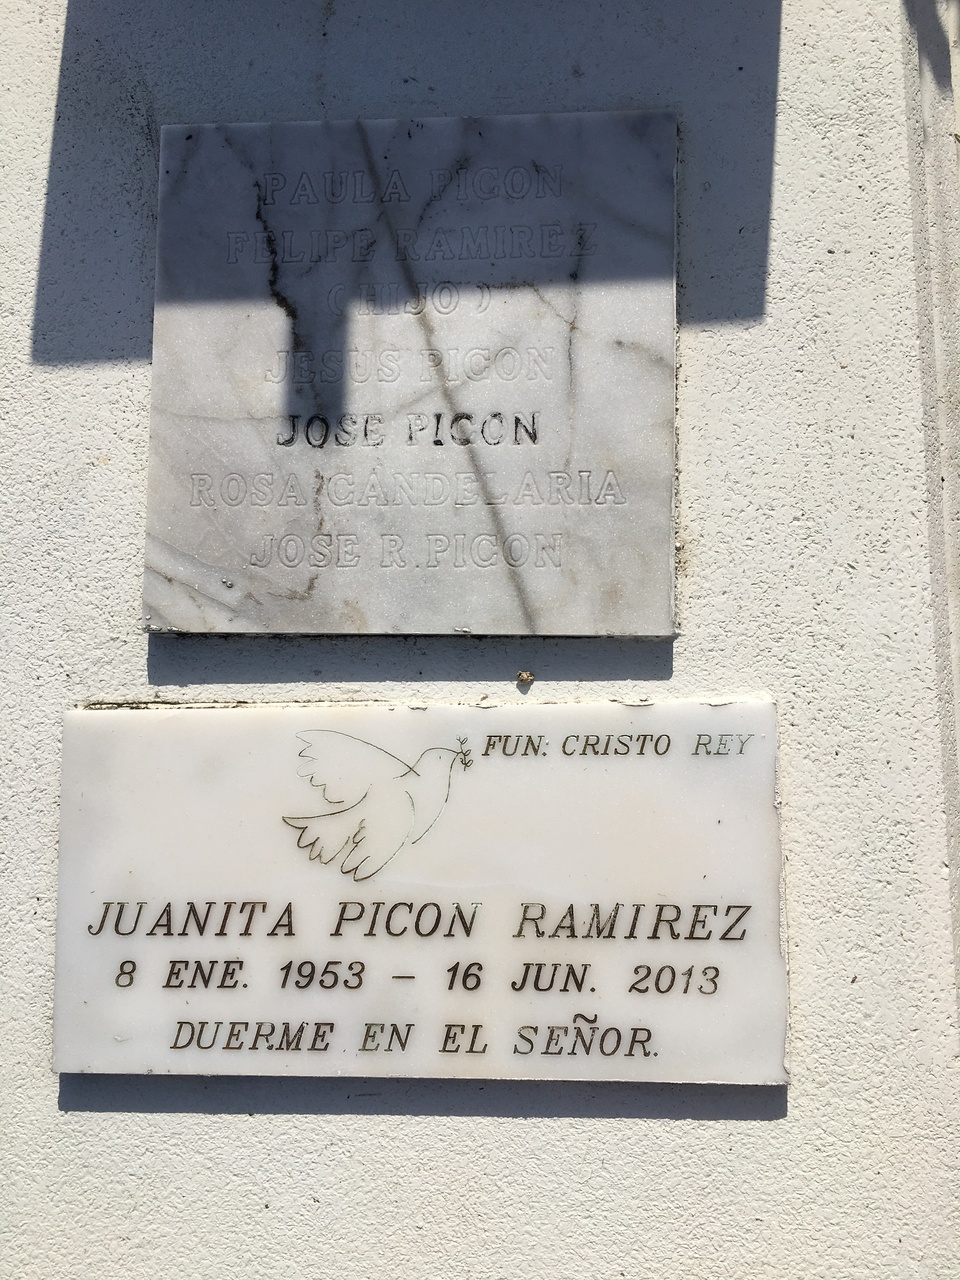 PAULA PICON
FELIPE RAMIREZ
(HIJO)
JESUS PICON
JOSE PICON
ROSA CANDELARIA
JOSE R. PICON
FUN: CRISTO REY
JUANITA PICON RAMIREZ
8 ENE. 1953 - 16 JUN. 2013
DUERME EN EL SEÑOR.